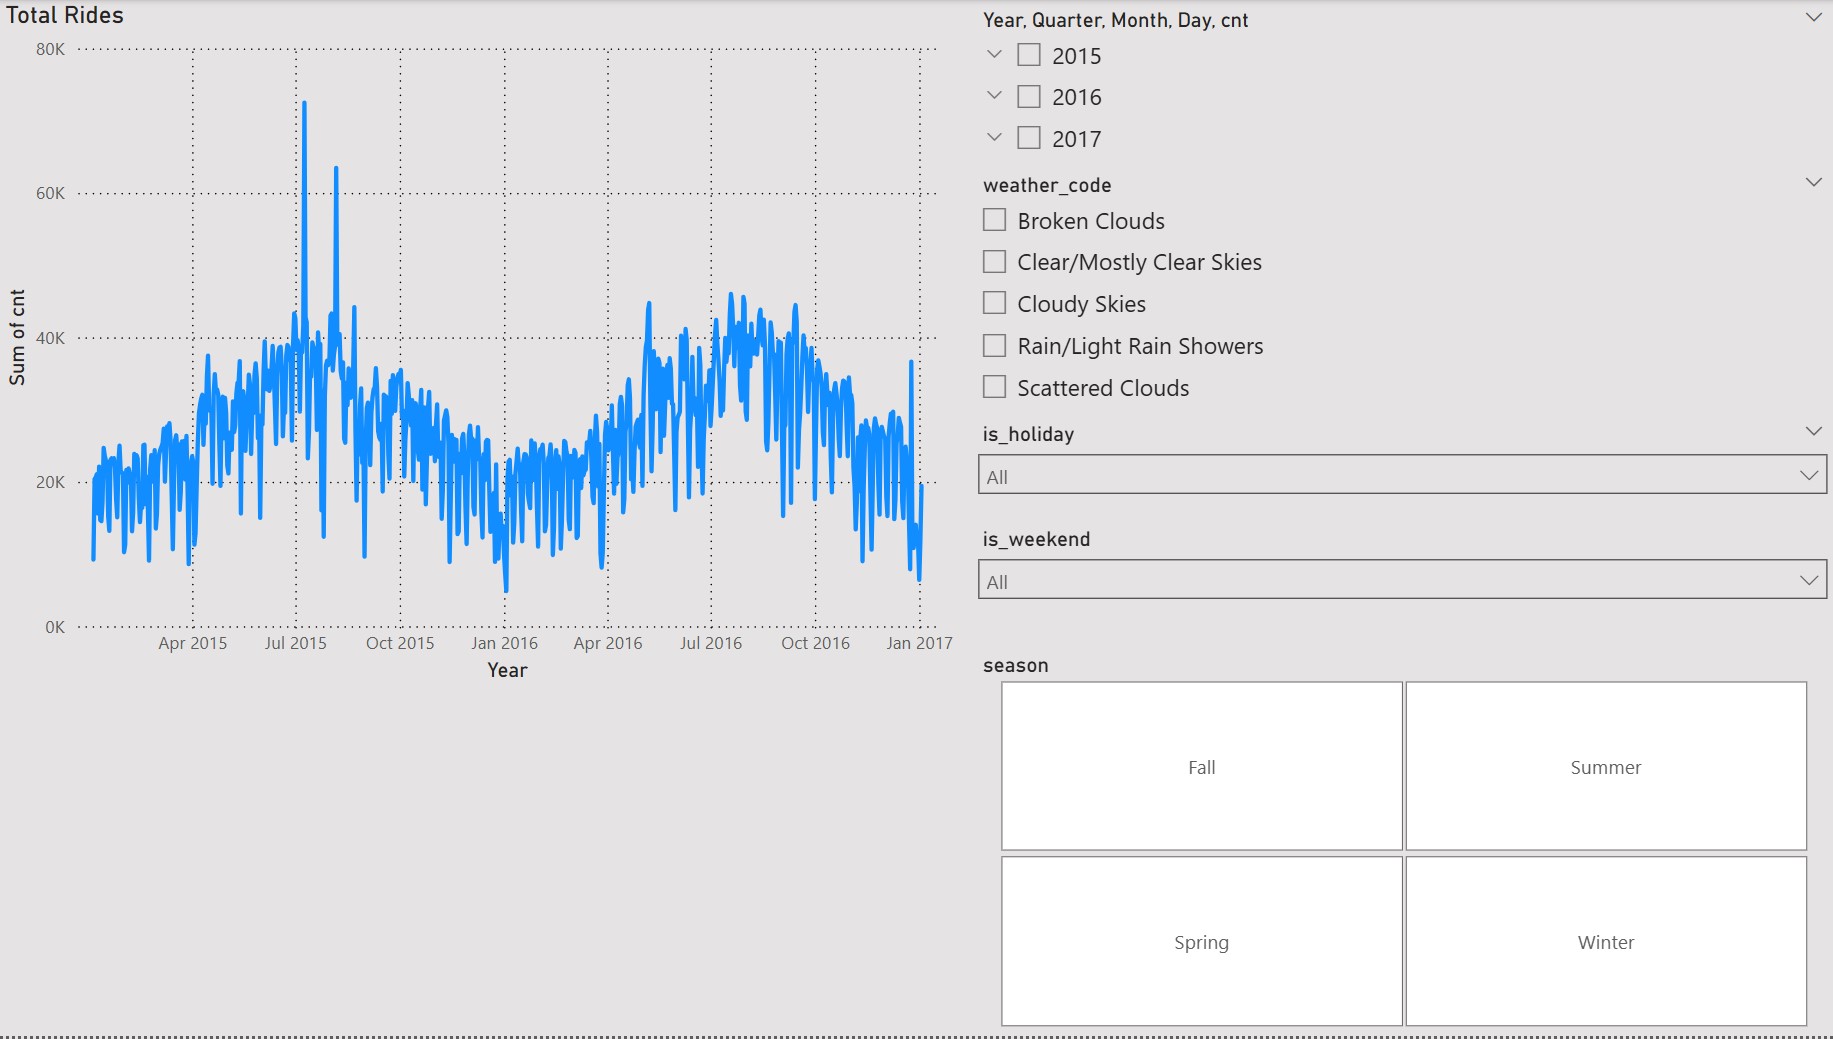 Total Rides
80K
60K
40K
20K
0K
Sum of cnt
Apr 2015
Jul 2015
Oct 2015
Jan 2016
Apr 2016
Jul 2016
Oct 2016
Jan 2017
Year
Year, Quarter, Month, Day, cnt
2015
2016
2017
weather_code
Broken Clouds
Clear/Mostly Clear Skies
Cloudy Skies
Rain/Light Rain Showers
Scattered Clouds
is_holiday
All
is_weekend
All
season
Fall
Summer
Spring
Winter